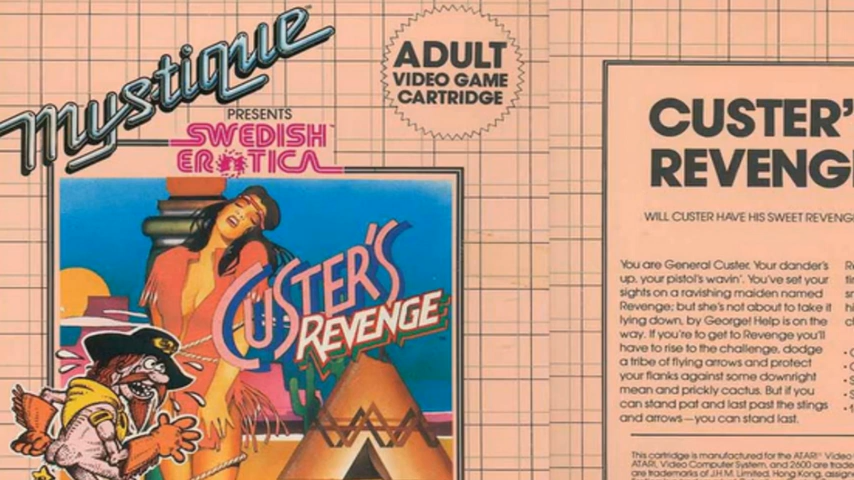 Mystique
PRESENTS
SWEDISH
EROTICA
ADULT
VIDEO GAME
CARTRIDGE
CUSTER'S
REVENGE
CUSTER'
REVENG
WILL CUSTER HAVE HIS SWEET REVENG
You are General Custer. Your dander's
up, your pistol's wavin'. You've set your
sights on a ravishing maiden named
Revenge; but she's not about to take it
lying down, by George! Help is on the
way. If you're to get to Revenge you'll
have to rise to the challenge, dodge
a tribe of flying arrows and protect
your flanks against some downright
mean and prickly cactus. But if you
can stand pat and last past the stings
and arrows—you can stand last.
This cartridge is manufactured for the ATARI™ Video
ATARI, Video Computer System, and 2600 are trade
are trademarks of J.H.M. Limited, Hong Kong, assigne